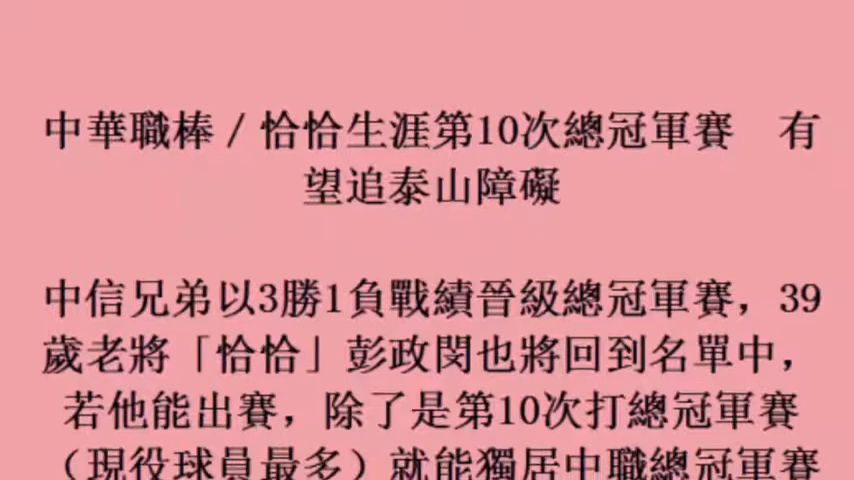 中華職棒／恰恰生涯第10次總冠軍賽　有
望追泰山障礙
中信兄弟以3勝1負戰績晉級總冠軍賽，39
歲老將「恰恰」彭政閔也將回到名單中，
若他能出賽，除了是第10次打總冠軍賽
（現役球員最多）就能獨居中職總冠軍賽